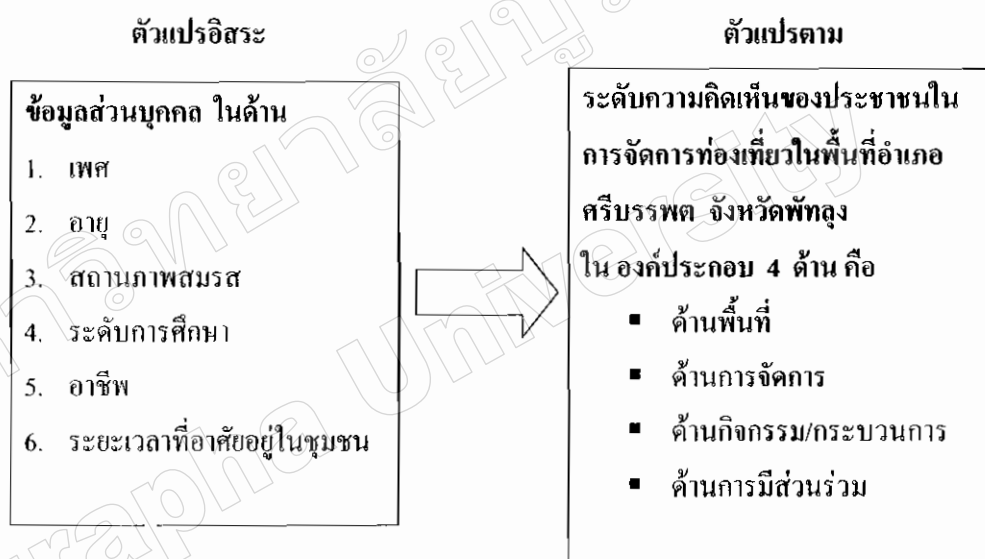 ตัวแปรอิสระ
ข้อมูลส่วนบุคคล ในด้าน
1. เพศ
2. อายุ
3. สถานภาพสมรส
4. ระดับการศึกษา
5. อาชีพ
6. ระยะเวลาที่อาศัยอยู่ในชุมชน
ตัวแปรตาม
ระดับความคิดเห็นของประชาชนใน
การจัดการท่องเที่ยวในพื้นที่อำเภอ
ศรีบรรพต จังหวัดพัทลุง
ใน องค์ประกอบ 4 ด้าน คือ
▪ ด้านพื้นที่
▪ ด้านการจัดการ
▪ ด้านกิจกรรม/กระบวนการ
▪ ด้านการมีส่วนร่วม
University